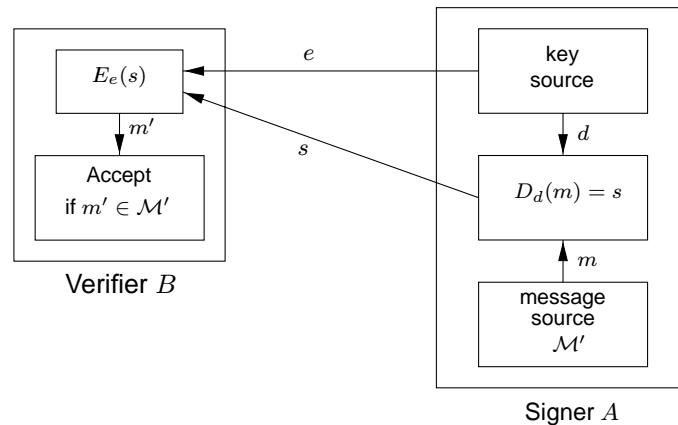 E_e(s)
m′
Accept
if m′ ∈ ℳ′
Verifier B
e
s
key
source
d
D_d(m) = s
m
message
source
ℳ′
Signer A